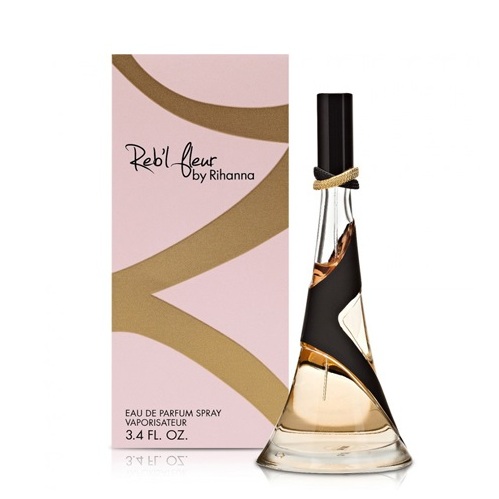 Reb'l fleur
by Rihanna
EAU DE PARFUM SPRAY
VAPORISATEUR
3.4 FL. OZ.